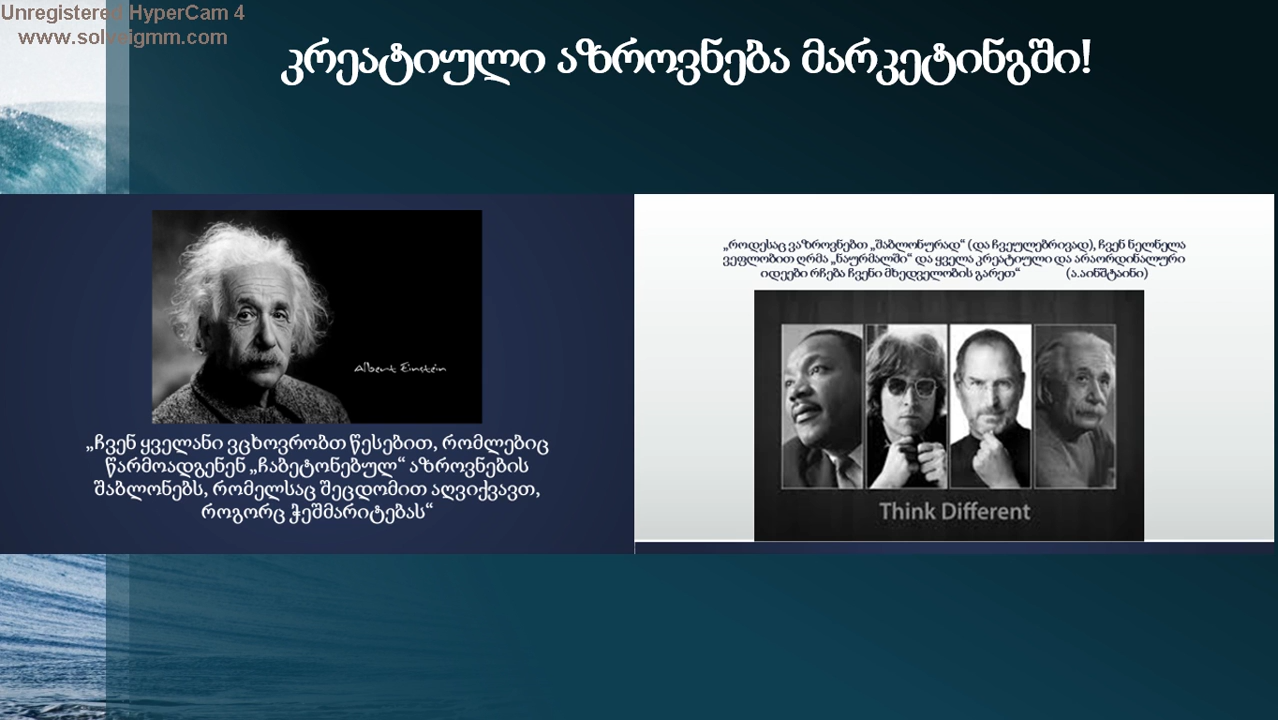 Unregistered HyperCam 4
www.solveigmm.com
კრეატიული აზროვნება მარკეტინგში!
Albert Einstein
„ჩვენ ყველანი ვცხოვრობთ წესებით, რომლებიც
წარმოადგენენ „ჩაბეტონებულ“ აზროვნების
შაბლონებს, რომელსაც შეცდომით აღვიქვავთ,
როგორც ჭეშმარიტებას“
„როდესაც ვაზროვნებთ „შაბლონურად“ (და ჩვეულებრივად), ჩვენ ნელნელა
ვეფლობით ღრმა „ნაურმალში“ და ყველა კრეატიული და არაორდინალური
იდეები რჩება ჩვენი მხედველობის გარეთ“ (ა.აინშტაინი)
Think Different